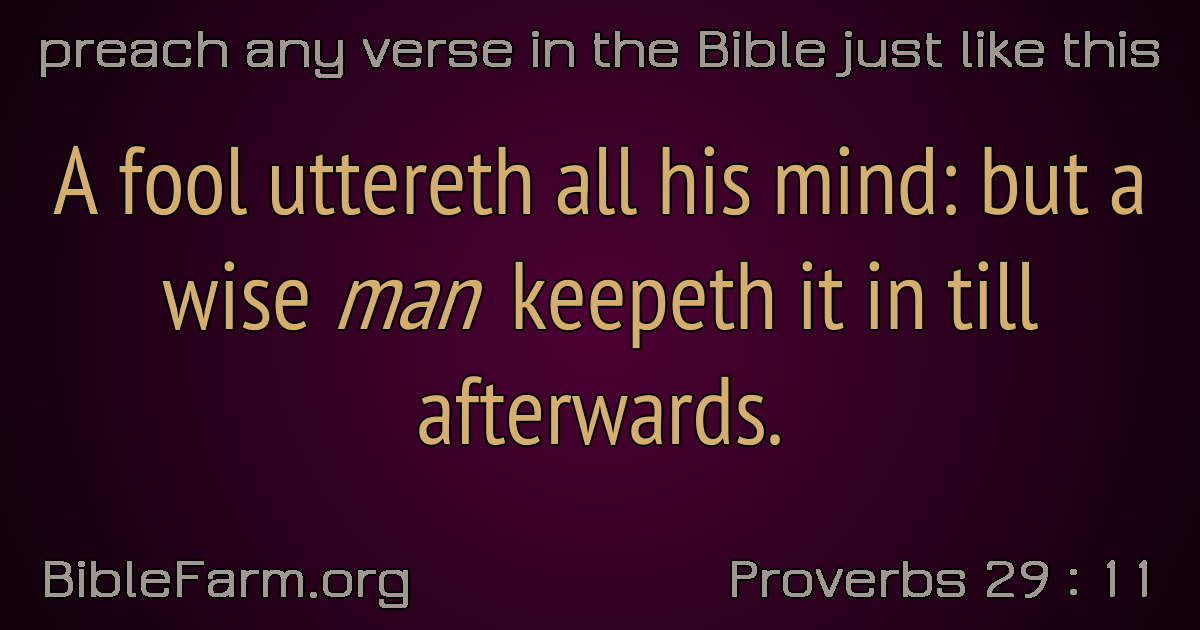 preach any verse in the Bible just like this
A fool uttereth all his mind: but a
wise man keepeth it in till
afterwards.
BibleFarm.org
Proverbs 29 : 11